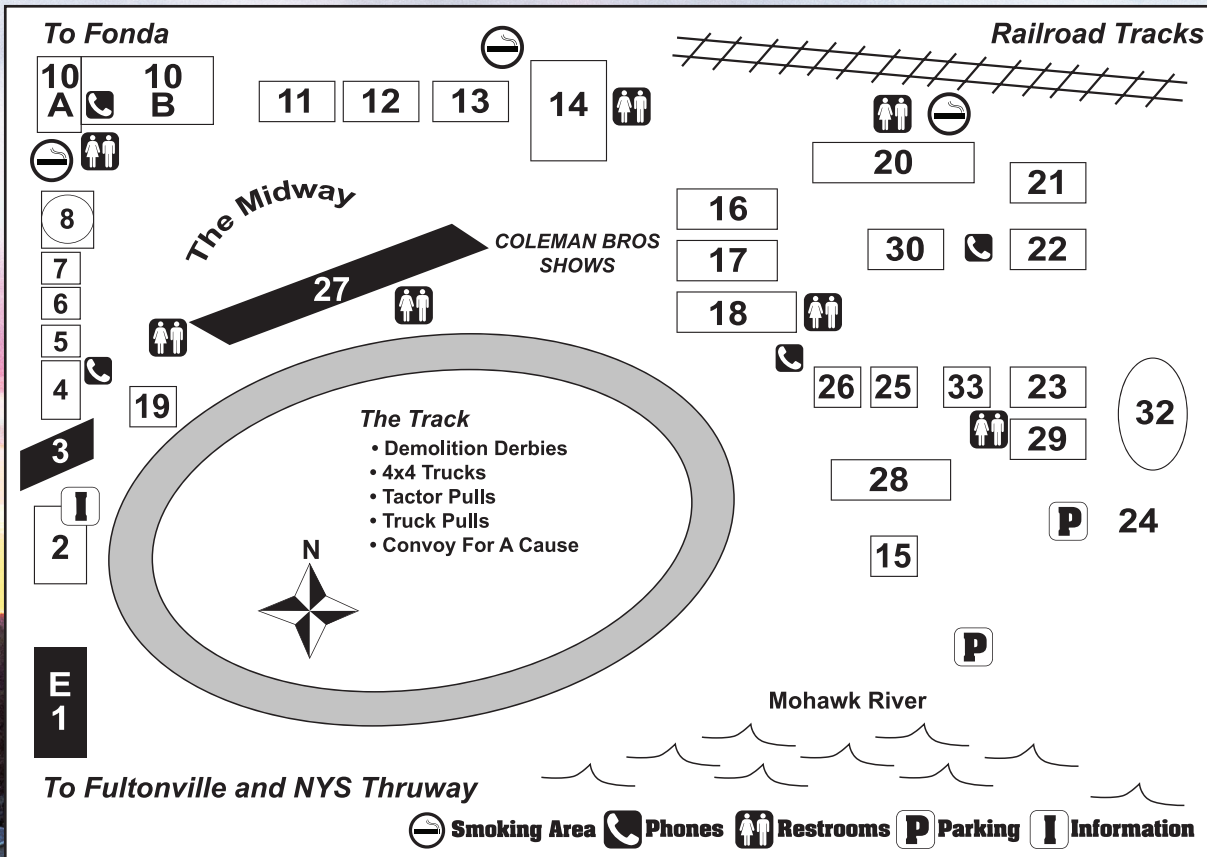 To Fonda
Railroad Tracks
10
A
10
B
11
12
13
14
20
21
8
The Midway
16
COLEMAN BROS
SHOWS
30
22
7
17
6
27
18
5
4
19
26
25
33
23
32
The Track
• Demolition Derbies
• 4x4 Trucks
• Tactor Pulls
• Truck Pulls
• Convoy For A Cause
3
29
28
I
2
P
24
N
15
P
E
1
Mohawk River
To Fultonville and NYS Thruway
Smoking Area Phones Restrooms P Parking I Information